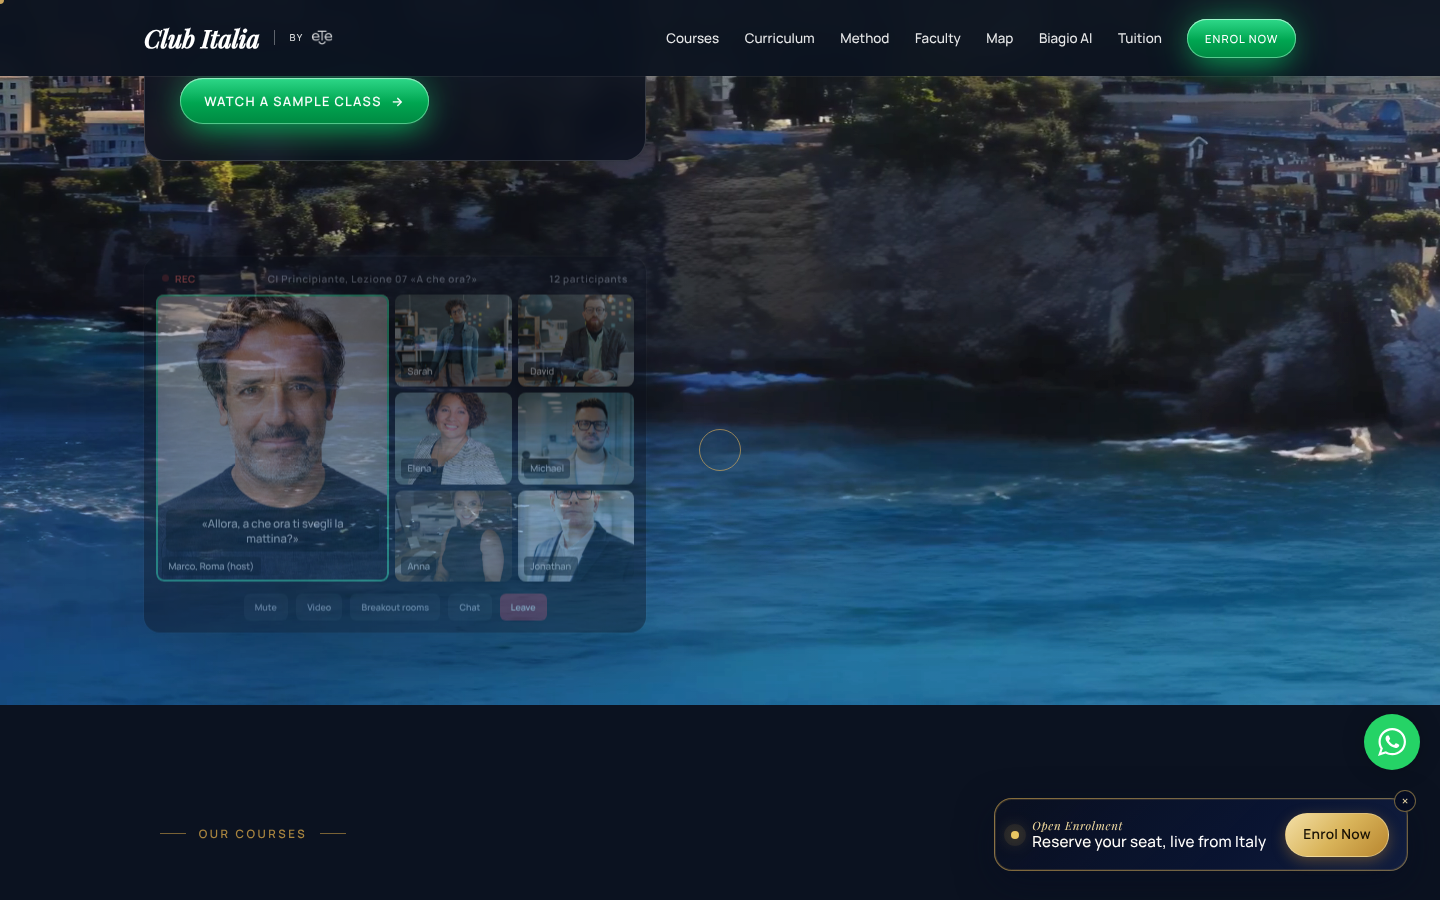 Club Italia
BY ete
Courses
Curriculum
Method
Faculty
Map
Biagio AI
Tuition
ENROL NOW
WATCH A SAMPLE CLASS →
REC
CI Principiante, Lezione 07 «A che ora?»
12 participants
Sarah
David
Elena
Michael
«Allora, a che ora ti svegli la
mattina?»
Marco, Roma (host)
Anna
Jonathan
Mute
Video
Breakout rooms
Chat
Leave
OUR COURSES
Open Enrolment
Reserve your seat, live from Italy
Enrol Now
×